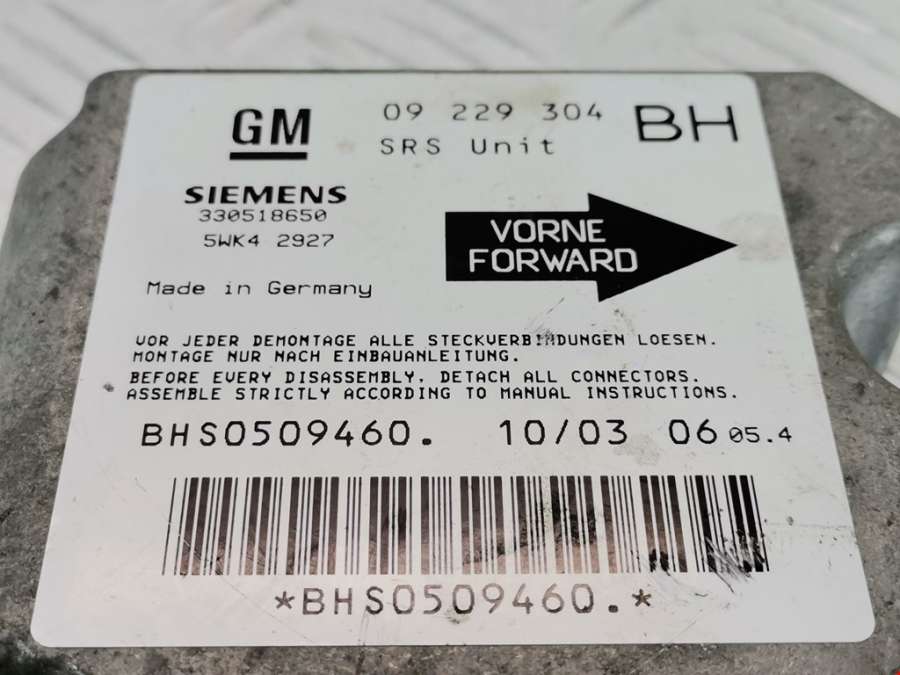 GM
09 229 304
BH
SRS Unit
SIEMENS
330518650
5WK4 2927
VORNE
FORWARD
Made in Germany
VOR JEDER DEMONTAGE ALLE STECKVERBINDUNGEN LOESEN.
MONTAGE NUR NACH EINBAUANLEITUNG.
BEFORE EVERY DISASSEMBLY, DETACH ALL CONNECTORS.
ASSEMBLE STRICTLY ACCORDING TO MANUAL INSTRUCTIONS.
BHS0509460. 10/03 06 05.4
*BHS0509460.*